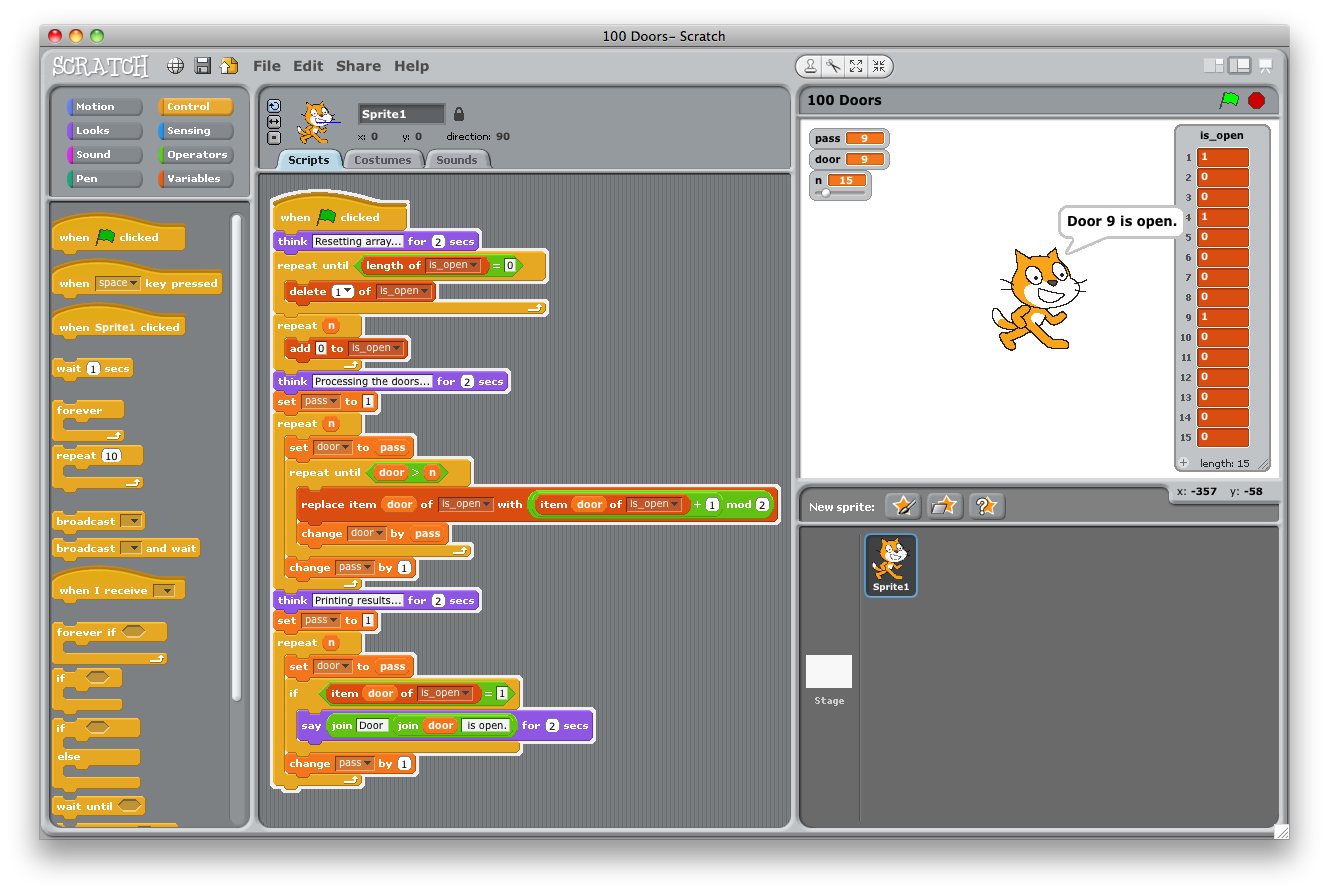 100 Doors– Scratch
SCRATCH File Edit Share Help
Motion Control
Looks Sensing
Sound Operators
Pen Variables
when clicked
when space key pressed
when Sprite1 clicked
wait 1 secs
forever
repeat 10
broadcast
broadcast and wait
when I receive
forever if
if
if
else
wait until
Sprite1
x: 0 y: 0 direction: 90
Scripts Costumes Sounds
when clicked
think Resetting array... for 2 secs
repeat until length of is_open = 0
delete 1 of is_open
repeat n
add 0 to is_open
think Processing the doors... for 2 secs
set pass to 1
repeat n
set door to pass
repeat until door > n
replace item door of is_open with item door of is_open + 1 mod 2
change door by pass
change pass by 1
think Printing results... for 2 secs
set pass to 1
repeat n
set door to pass
if item door of is_open = 1
say join Door join door is open. for 2 secs
change pass by 1
100 Doors
pass 9
door 9
n 15
Door 9 is open.
is_open
1 1
2 0
3 0
4 1
5 0
6 0
7 0
8 0
9 1
10 0
11 0
12 0
13 0
14 0
15 0
+ length: 15
x: -357 y: -58
New sprite:
Sprite1
Stage